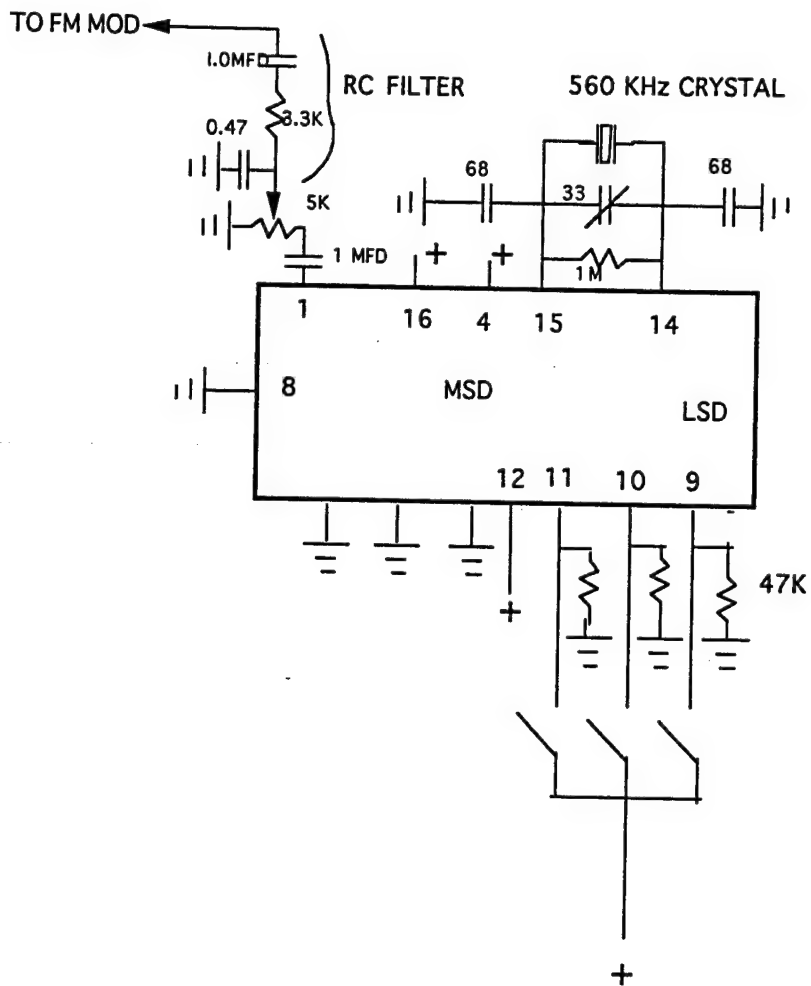 TO FM MOD
1.0MFD
RC FILTER
560 KHz CRYSTAL
3.3K
0.47
68
33
68
5K
1 MFD
+
+
1M
1
16
4
15
14
8
MSD
LSD
12
11
10
9
47K
+
+